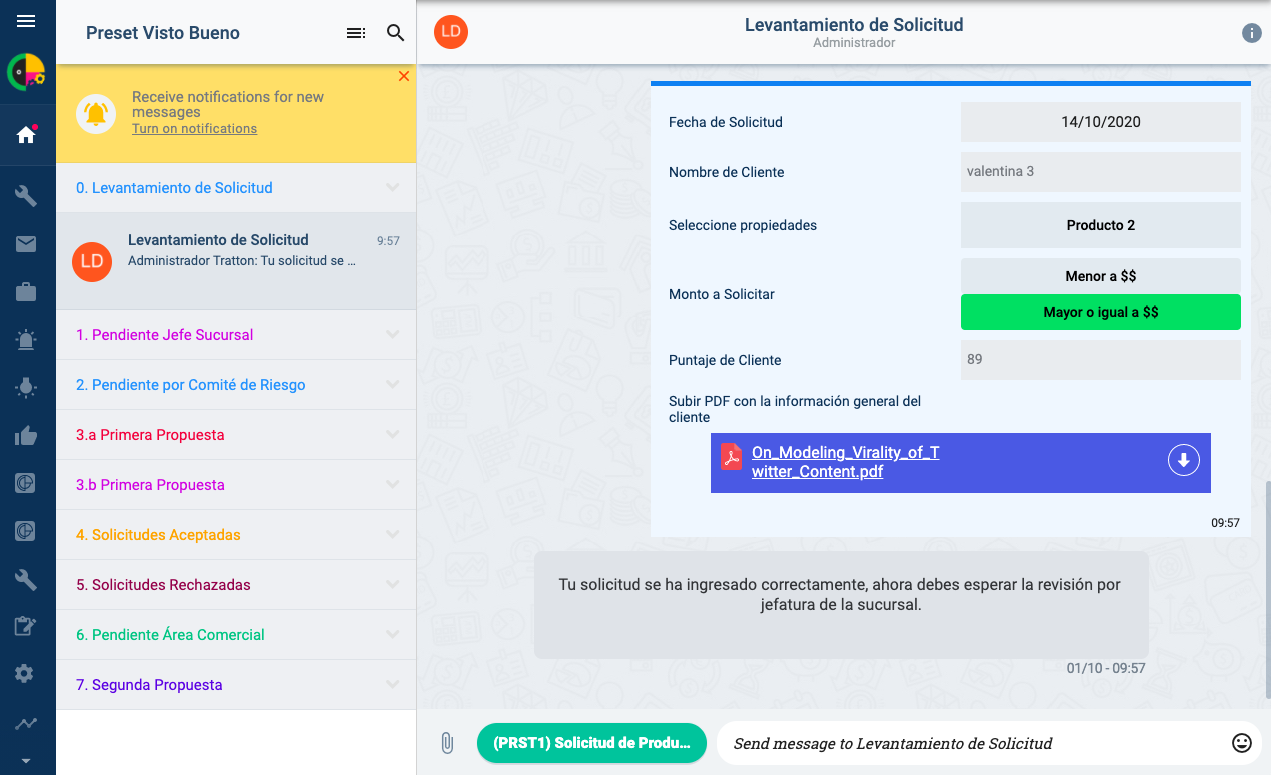 Preset Visto Bueno
Receive notifications for new
messages
Turn on notifications
0. Levantamiento de Solicitud
LD
Levantamiento de Solicitud
9:57
Administrador Tratton: Tu solicitud se ...
1. Pendiente Jefe Sucursal
2. Pendiente por Comité de Riesgo
3.a Primera Propuesta
3.b Primera Propuesta
4. Solicitudes Aceptadas
5. Solicitudes Rechazadas
6. Pendiente Área Comercial
7. Segunda Propuesta
LD
Levantamiento de Solicitud
Administrador
Fecha de Solicitud
14/10/2020
Nombre de Cliente
valentina 3
Seleccione propiedades
Producto 2
Monto a Solicitar
Menor a $$
Mayor o igual a $$
Puntaje de Cliente
89
Subir PDF con la información general del
cliente
On_Modeling_Virality_of_T
witter_Content.pdf
09:57
Tu solicitud se ha ingresado correctamente, ahora debes esperar la revisión por
jefatura de la sucursal.
01/10 - 09:57
(PRST1) Solicitud de Produ...
Send message to Levantamiento de Solicitud